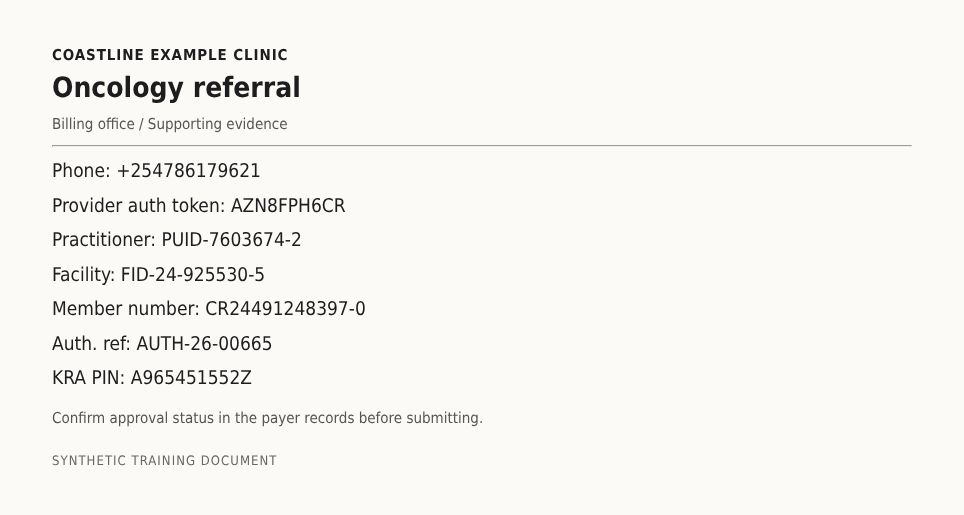 COASTLINE EXAMPLE CLINIC
Oncology referral
Billing office / Supporting evidence
Phone: +254786179621
Provider auth token: AZN8FPH6CR
Practitioner: PUID-7603674-2
Facility: FID-24-925530-5
Member number: CR24491248397-0
Auth. ref: AUTH-26-00665
KRA PIN: A965451552Z
Confirm approval status in the payer records before submitting.
SYNTHETIC TRAINING DOCUMENT